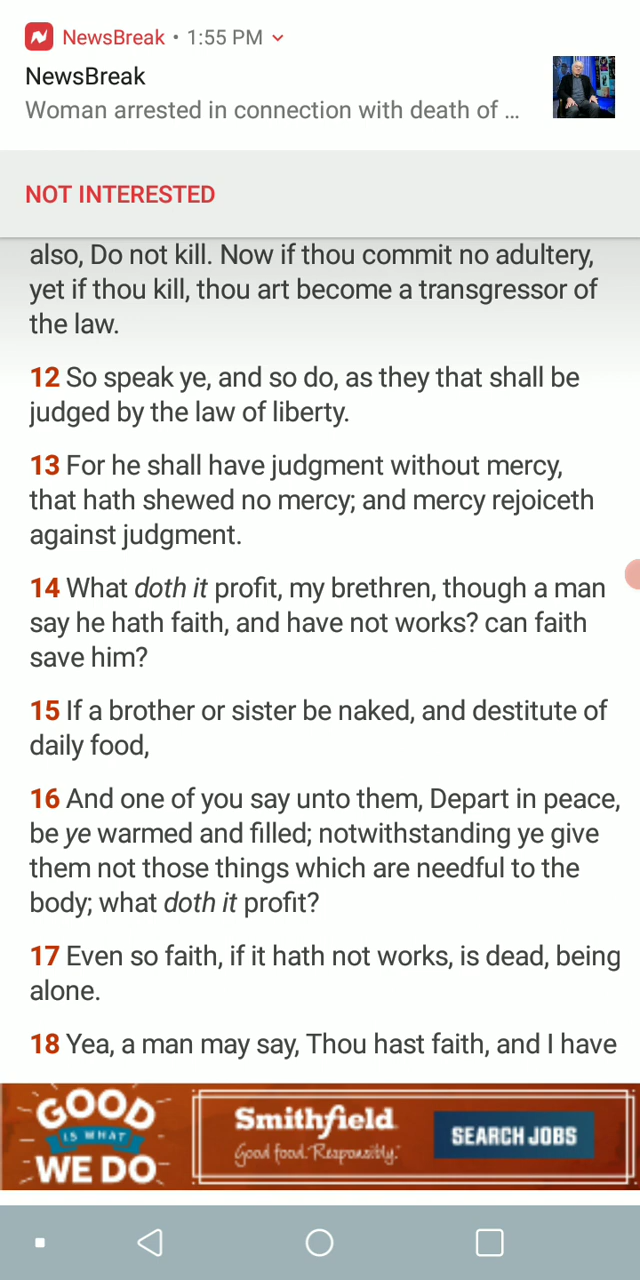 NewsBreak • 1:55 PM
NewsBreak
Woman arrested in connection with death of ...
NOT INTERESTED
also, Do not kill. Now if thou commit no adultery,
yet if thou kill, thou art become a transgressor of
the law.
12 So speak ye, and so do, as they that shall be
judged by the law of liberty.
13 For he shall have judgment without mercy,
that hath shewed no mercy; and mercy rejoiceth
against judgment.
14 What doth it profit, my brethren, though a man
say he hath faith, and have not works? can faith
save him?
15 If a brother or sister be naked, and destitute of
daily food,
16 And one of you say unto them, Depart in peace,
be ye warmed and filled; notwithstanding ye give
them not those things which are needful to the
body; what doth it profit?
17 Even so faith, if it hath not works, is dead, being
alone.
18 Yea, a man may say, Thou hast faith, and I have
GOOD
IS WHAT
WE DO
Smithfield
Good food. Responsibly.
SEARCH JOBS